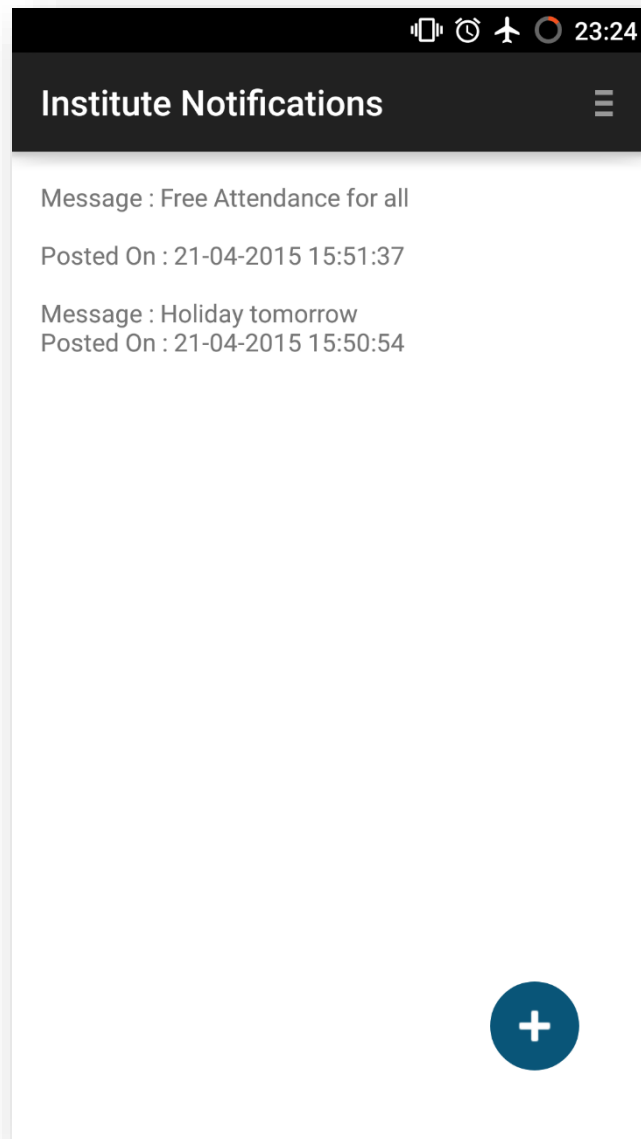 23:24
Institute Notifications
Message : Free Attendance for all
Posted On : 21-04-2015 15:51:37
Message : Holiday tomorrow
Posted On : 21-04-2015 15:50:54